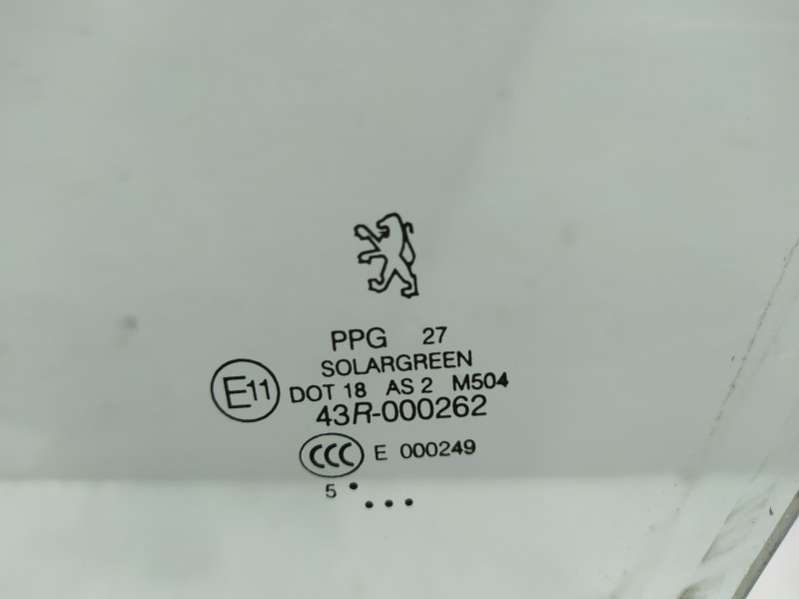 PPG 27
SOLARGREEN
E11 DOT 18 AS 2 M504
43R-000262
CCC E 000249
5